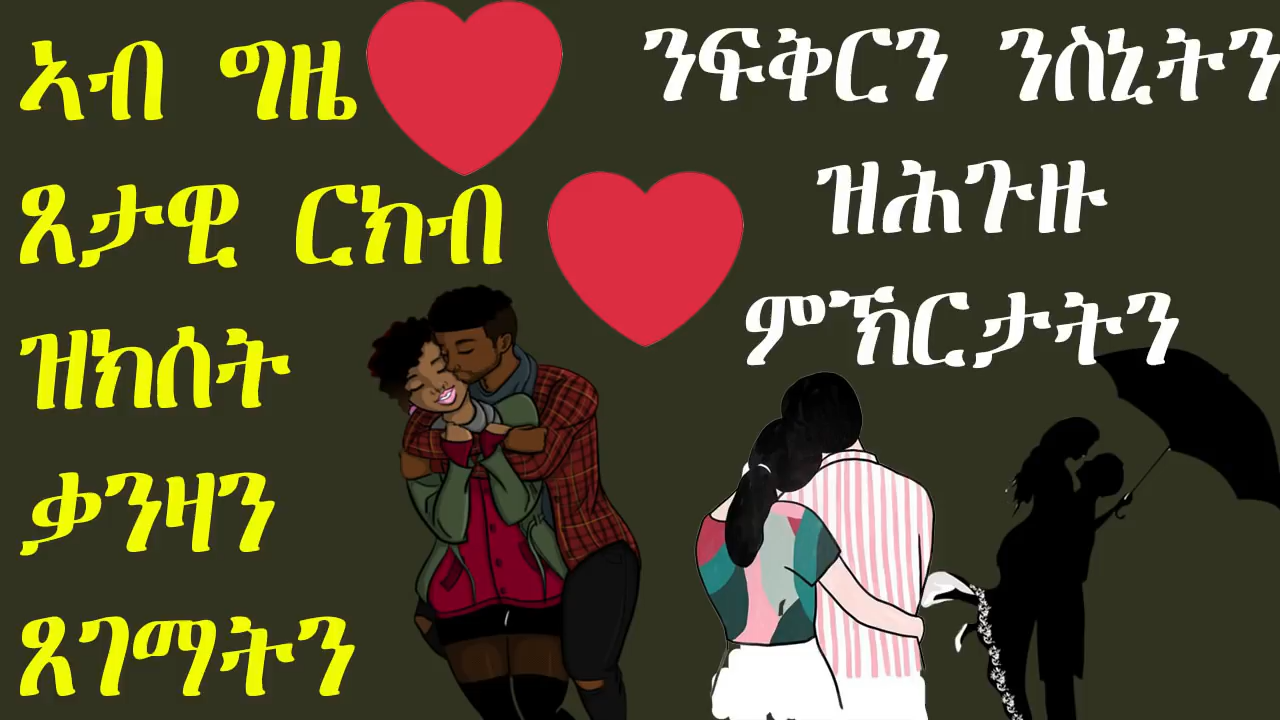 ኣብ ግዜ
ጾታዊ ርክብ
ዝክሰት
ቃንዛን
ጸገማትን
ንፍቅርን ንስኒትን
ዝሕጉዙ
ምኽርታትን